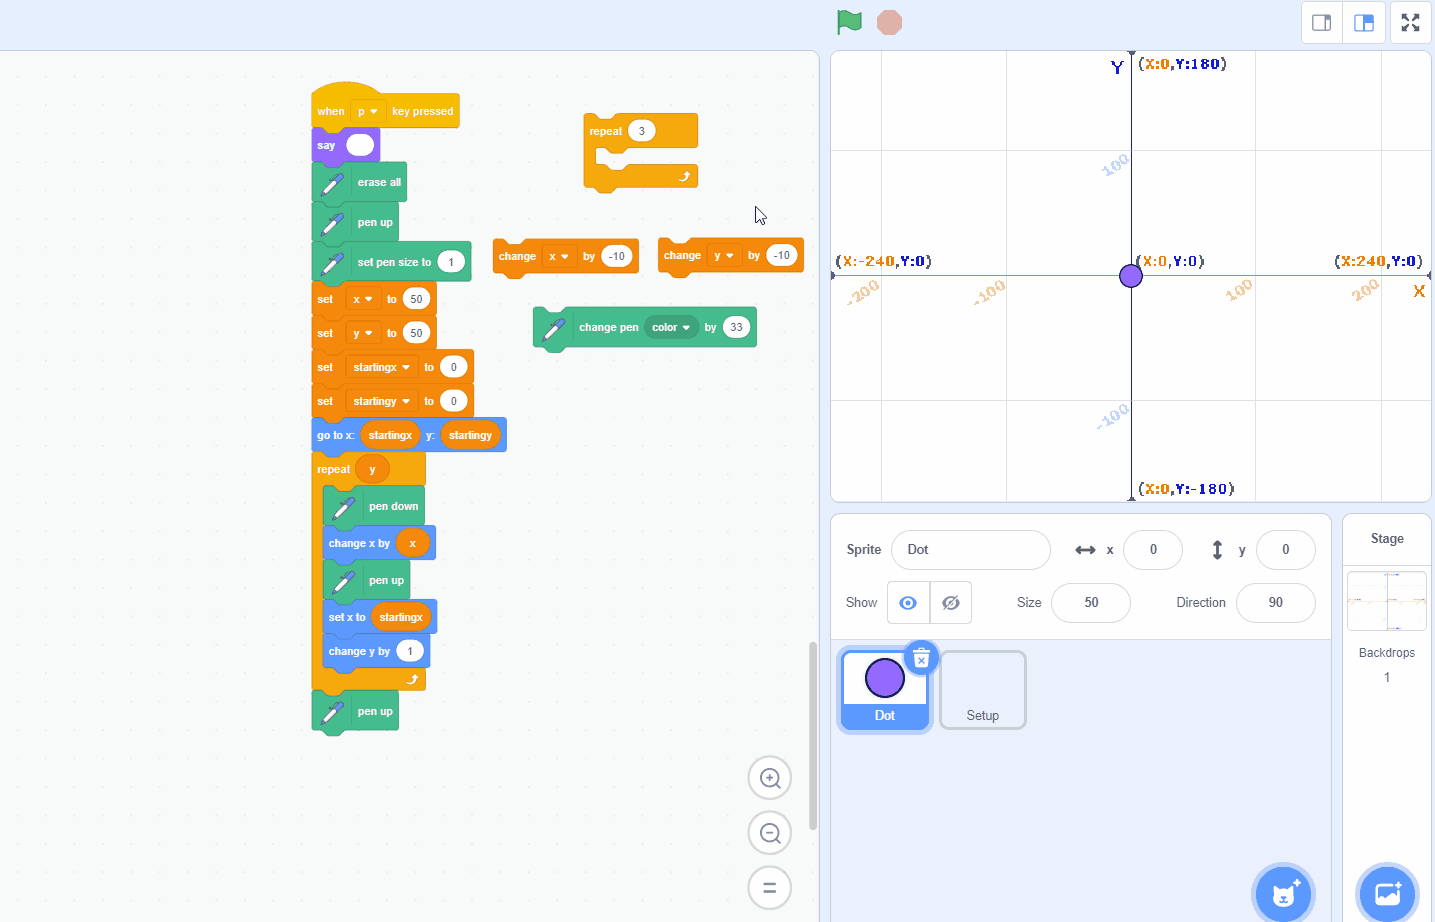 when p key pressed
say
erase all
pen up
set pen size to 1
set x to 50
set y to 50
set startingx to 0
set startingy to 0
go to x: startingx y: startingy
repeat y
pen down
change x by x
pen up
set x to startingx
change y by 1
pen up
repeat 3
change x by -10
change y by -10
change pen color by 33
Y (X:0,Y:180)
100
(X:-240,Y:0) (X:0,Y:0) (X:240,Y:0)
-200 -100 100 200 X
-100
(X:0,Y:-180)
Sprite Dot x 0 y 0
Show Size 50 Direction 90
Dot
Setup
Stage
Backdrops
1